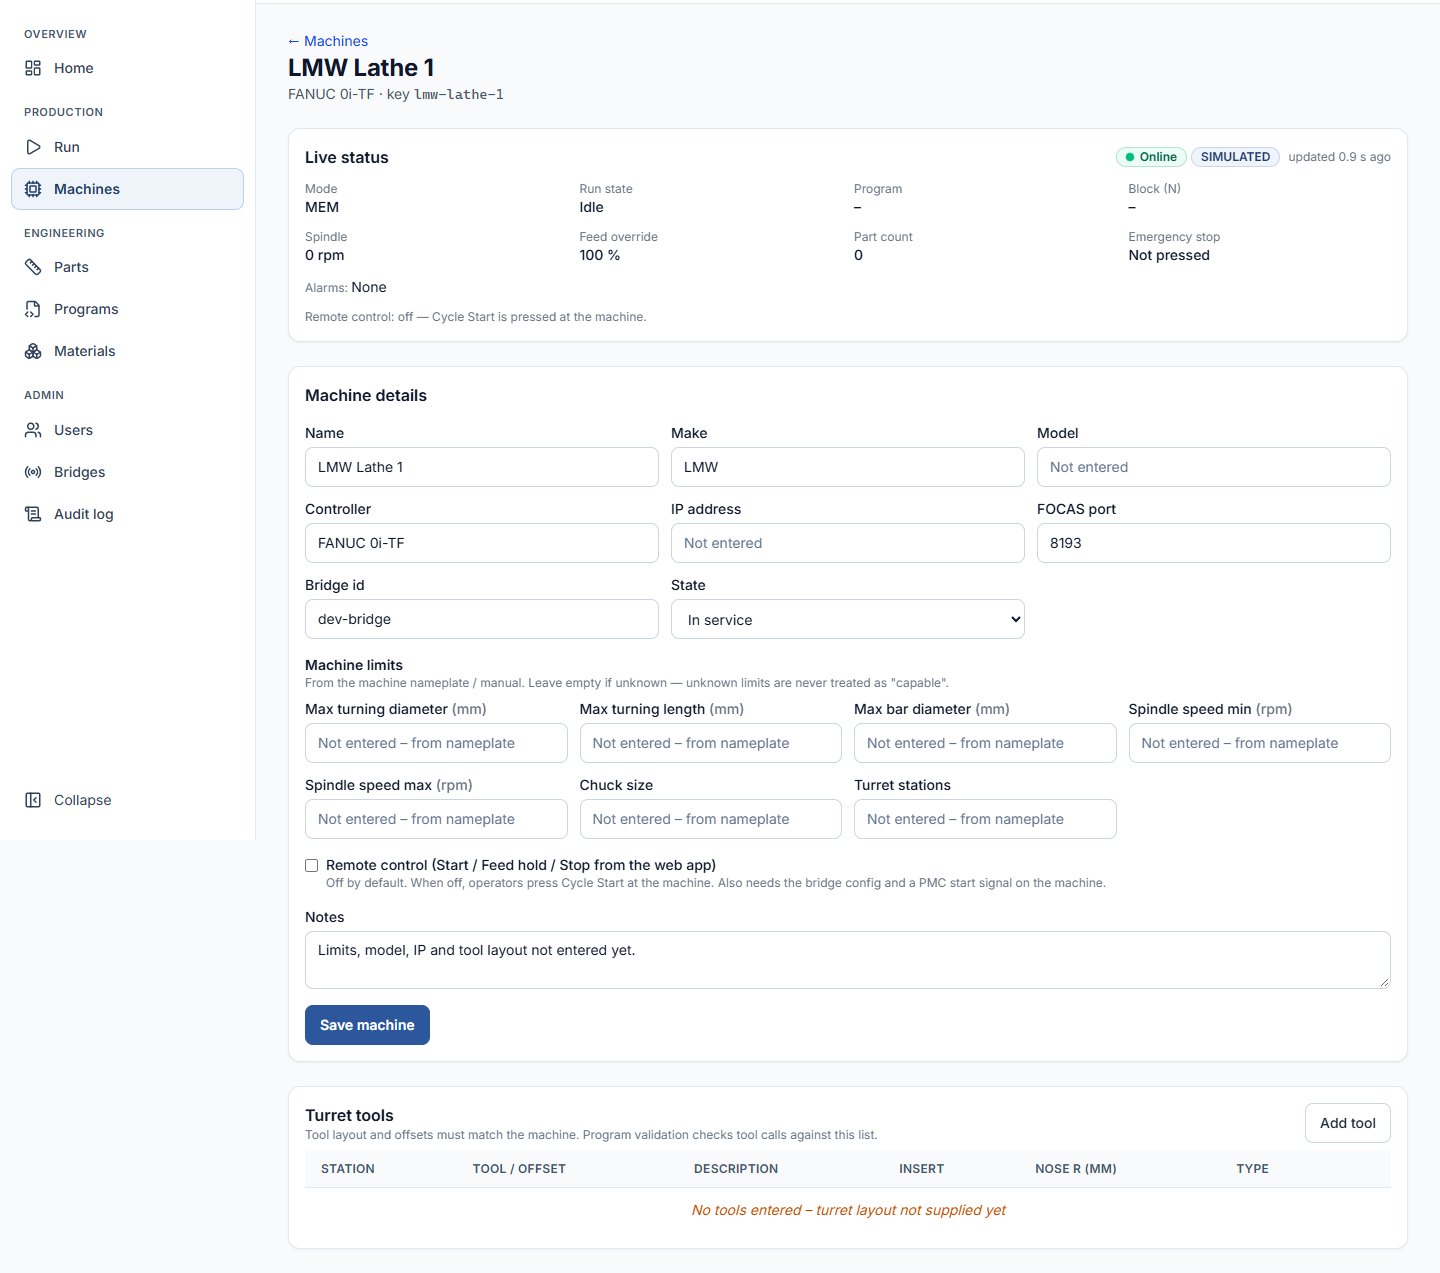 OVERVIEW
Home
PRODUCTION
Run
Machines
ENGINEERING
Parts
Programs
Materials
ADMIN
Users
Bridges
Audit log
Collapse
← Machines
LMW Lathe 1
FANUC 0i-TF · key lmw-lathe-1
Live status
Online SIMULATED updated 0.9 s ago
Mode Run state Program Block (N)
MEM Idle – –
Spindle Feed override Part count Emergency stop
0 rpm 100 % 0 Not pressed
Alarms: None
Remote control: off — Cycle Start is pressed at the machine.
Machine details
Name Make Model
LMW Lathe 1 LMW Not entered
Controller IP address FOCAS port
FANUC 0i-TF Not entered 8193
Bridge id State
dev-bridge In service
Machine limits
From the machine nameplate / manual. Leave empty if unknown — unknown limits are never treated as "capable".
Max turning diameter (mm) Max turning length (mm) Max bar diameter (mm) Spindle speed min (rpm)
Not entered – from nameplate Not entered – from nameplate Not entered – from nameplate Not entered – from nameplate
Spindle speed max (rpm) Chuck size Turret stations
Not entered – from nameplate Not entered – from nameplate Not entered – from nameplate
Remote control (Start / Feed hold / Stop from the web app)
Off by default. When off, operators press Cycle Start at the machine. Also needs the bridge config and a PMC start signal on the machine.
Notes
Limits, model, IP and tool layout not entered yet.
Save machine
Turret tools
Add tool
Tool layout and offsets must match the machine. Program validation checks tool calls against this list.
STATION TOOL / OFFSET DESCRIPTION INSERT NOSE R (MM) TYPE
No tools entered – turret layout not supplied yet